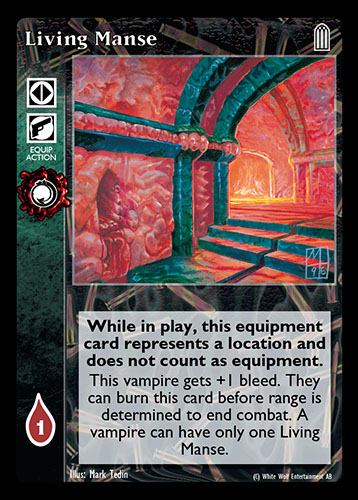 Living Manse
EQUIP
ACTION
While in play, this equipment
card represents a location and
does not count as equipment.
This vampire gets +1 bleed. They
can burn this card before range is
determined to end combat. A
vampire can have only one Living
Manse.
1
Illus: Mark Tedin
(C) White Wolf Entertainment AB